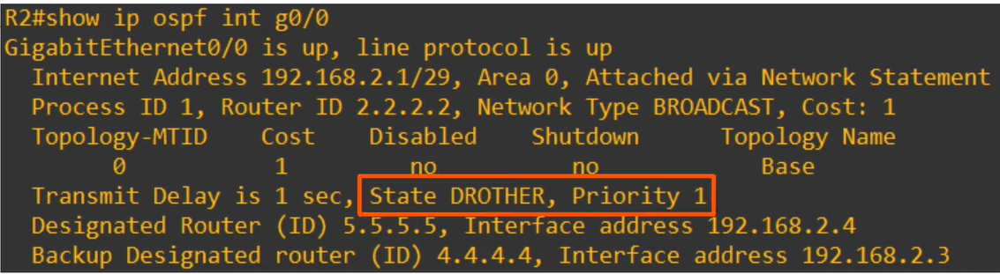 R2#show ip ospf int g0/0
GigabitEthernet0/0 is up, line protocol is up
Internet Address 192.168.2.1/29, Area 0, Attached via Network Statement
Process ID 1, Router ID 2.2.2.2, Network Type BROADCAST, Cost: 1
Topology-MTID Cost Disabled Shutdown Topology Name
0 1 no no Base
Transmit Delay is 1 sec, State DROTHER, Priority 1
Designated Router (ID) 5.5.5.5, Interface address 192.168.2.4
Backup Designated router (ID) 4.4.4.4, Interface address 192.168.2.3